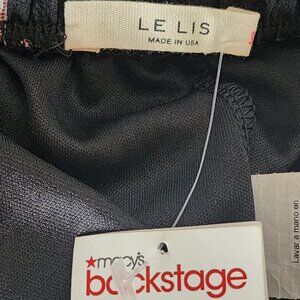 LE LIS
MADE IN USA
Lavar a mano en
macy's
backstage